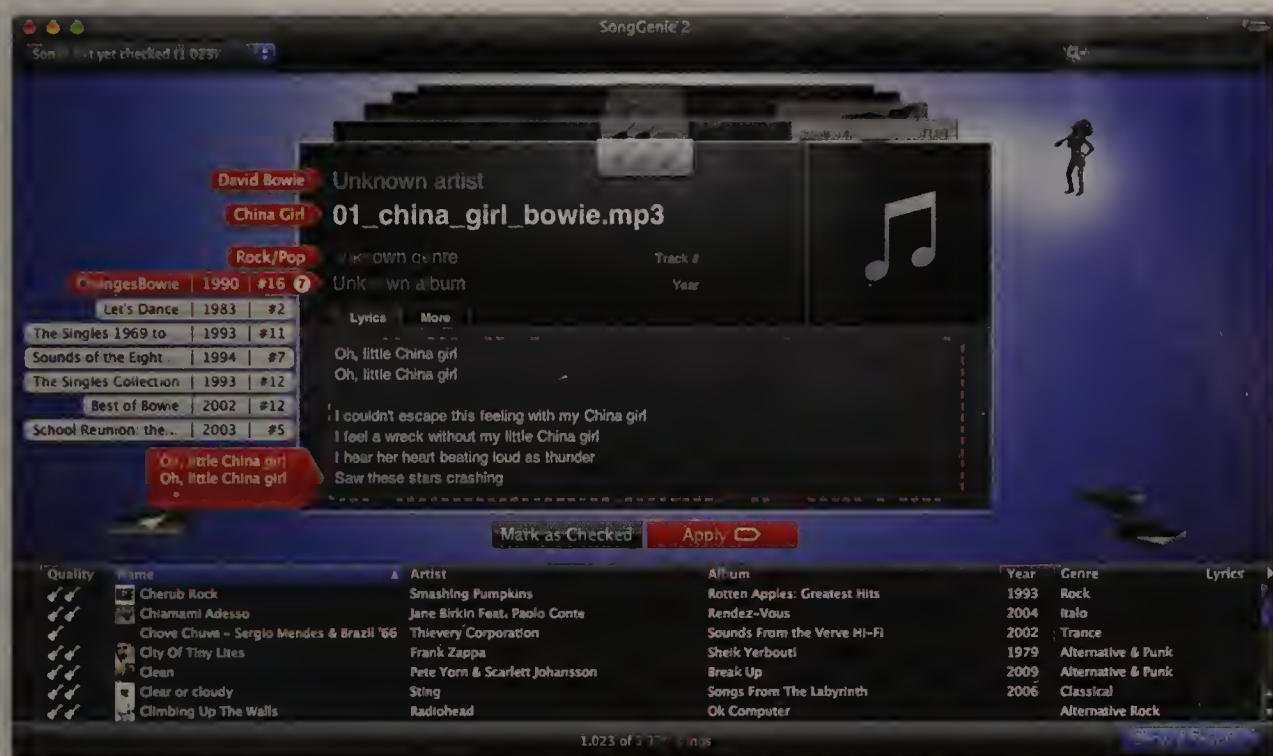 SongGenie 2
yet checked
David Bowie Unknown artist
China Girl 01_china_girl_bowie.mp3
Rock/Pop genre Track #
ChangesBowie 1990 #16 7 album Year
Let's Dance 1983 #2
Lyrics More
The Singles 1969 to 1993 #11
Sounds of the Eight... 1994 #7
Oh, little China girl
The Singles Collection 1993 #12
Oh, little China girl
Best of Bowie 2002 #12
I couldn't escape this feeling with my China girl
School Reunion: the... 2003 #5
I feel a wreck without my little China girl
Oh, little China girl
I hear her heart beating loud as thunder
Oh, little China girl
Saw these stars crashing
Mark as Checked Apply
Quality Name Artist Album Year Genre Lyrics
Cherub Rock Smashing Pumpkins Rotten Apples: Greatest Hits 1993 Rock
Chiamami Adesso Jane Birkin Feat. Paolo Conte Rendez-Vous 2004 Italo
Chove Chuva – Sergio Mendes & Brazil '66 Thievery Corporation Sounds From the Verve Hi-Fi 2002 Trance
City Of Tiny Lites Frank Zappa Sheik Yerbouti 1979 Alternative & Punk
Clean Pete Yorn & Scarlett Johansson Break Up 2009 Alternative & Punk
Clear or cloudy Sting Songs From The Labyrinth 2006 Classical
Climbing Up The Walls Radiohead Ok Computer Alternative Rock
1.023 of